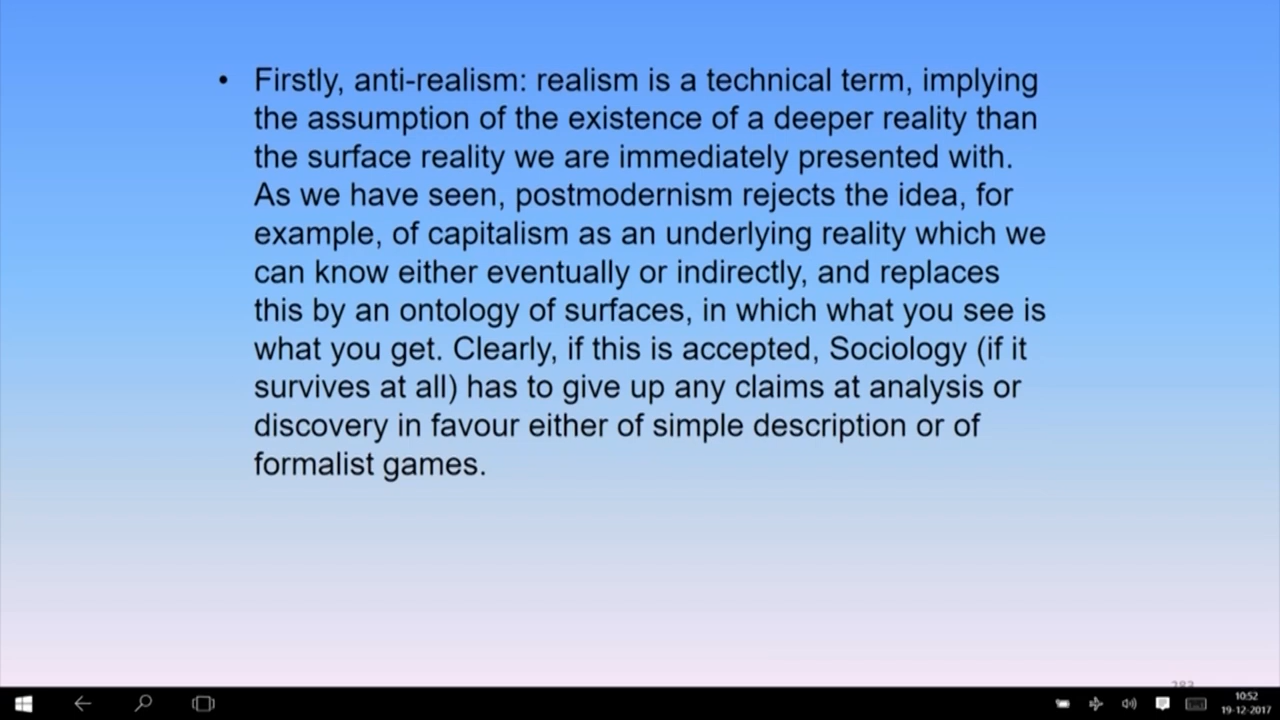 • Firstly, anti-realism: realism is a technical term, implying
the assumption of the existence of a deeper reality than
the surface reality we are immediately presented with.
As we have seen, postmodernism rejects the idea, for
example, of capitalism as an underlying reality which we
can know either eventually or indirectly, and replaces
this by an ontology of surfaces, in which what you see is
what you get. Clearly, if this is accepted, Sociology (if it
survives at all) has to give up any claims at analysis or
discovery in favour either of simple description or of
formalist games.
283
10:52
19-12-2017